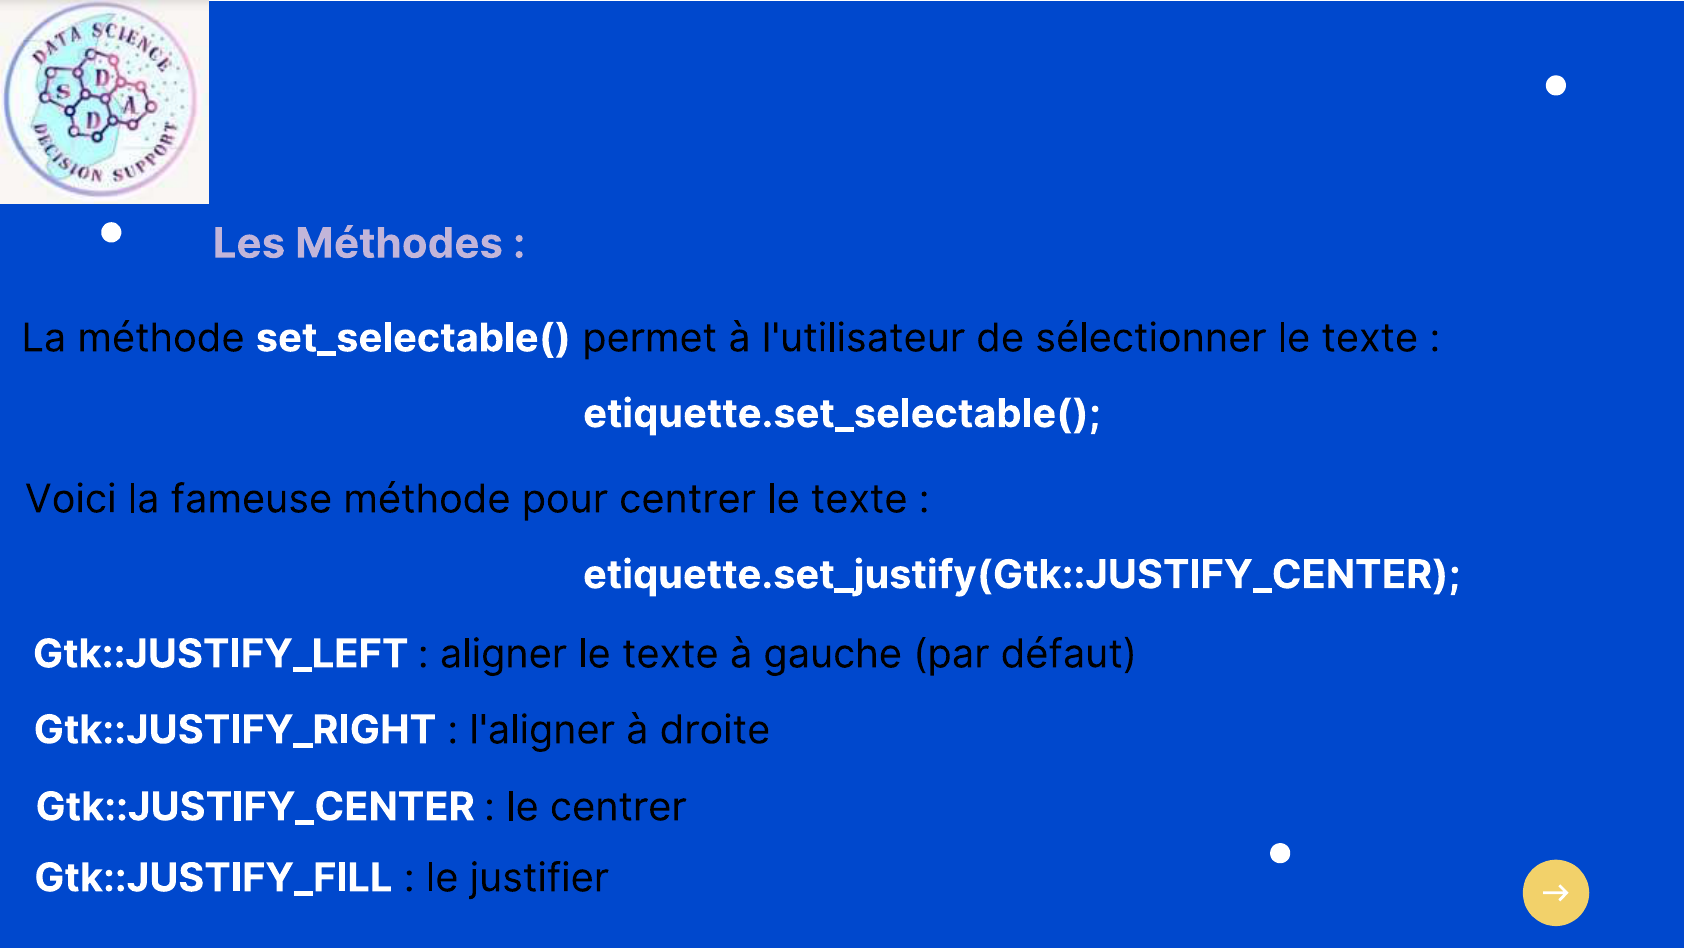 DATA SCIENCE
S D D A
DECISION SUPPORT
Les Méthodes :
La méthode set_selectable() permet à l'utilisateur de sélectionner le texte :
etiquette.set_selectable();
Voici la fameuse méthode pour centrer le texte :
etiquette.set_justify(Gtk::JUSTIFY_CENTER);
Gtk::JUSTIFY_LEFT : aligner le texte à gauche (par défaut)
Gtk::JUSTIFY_RIGHT : l'aligner à droite
Gtk::JUSTIFY_CENTER : le centrer
Gtk::JUSTIFY_FILL : le justifier